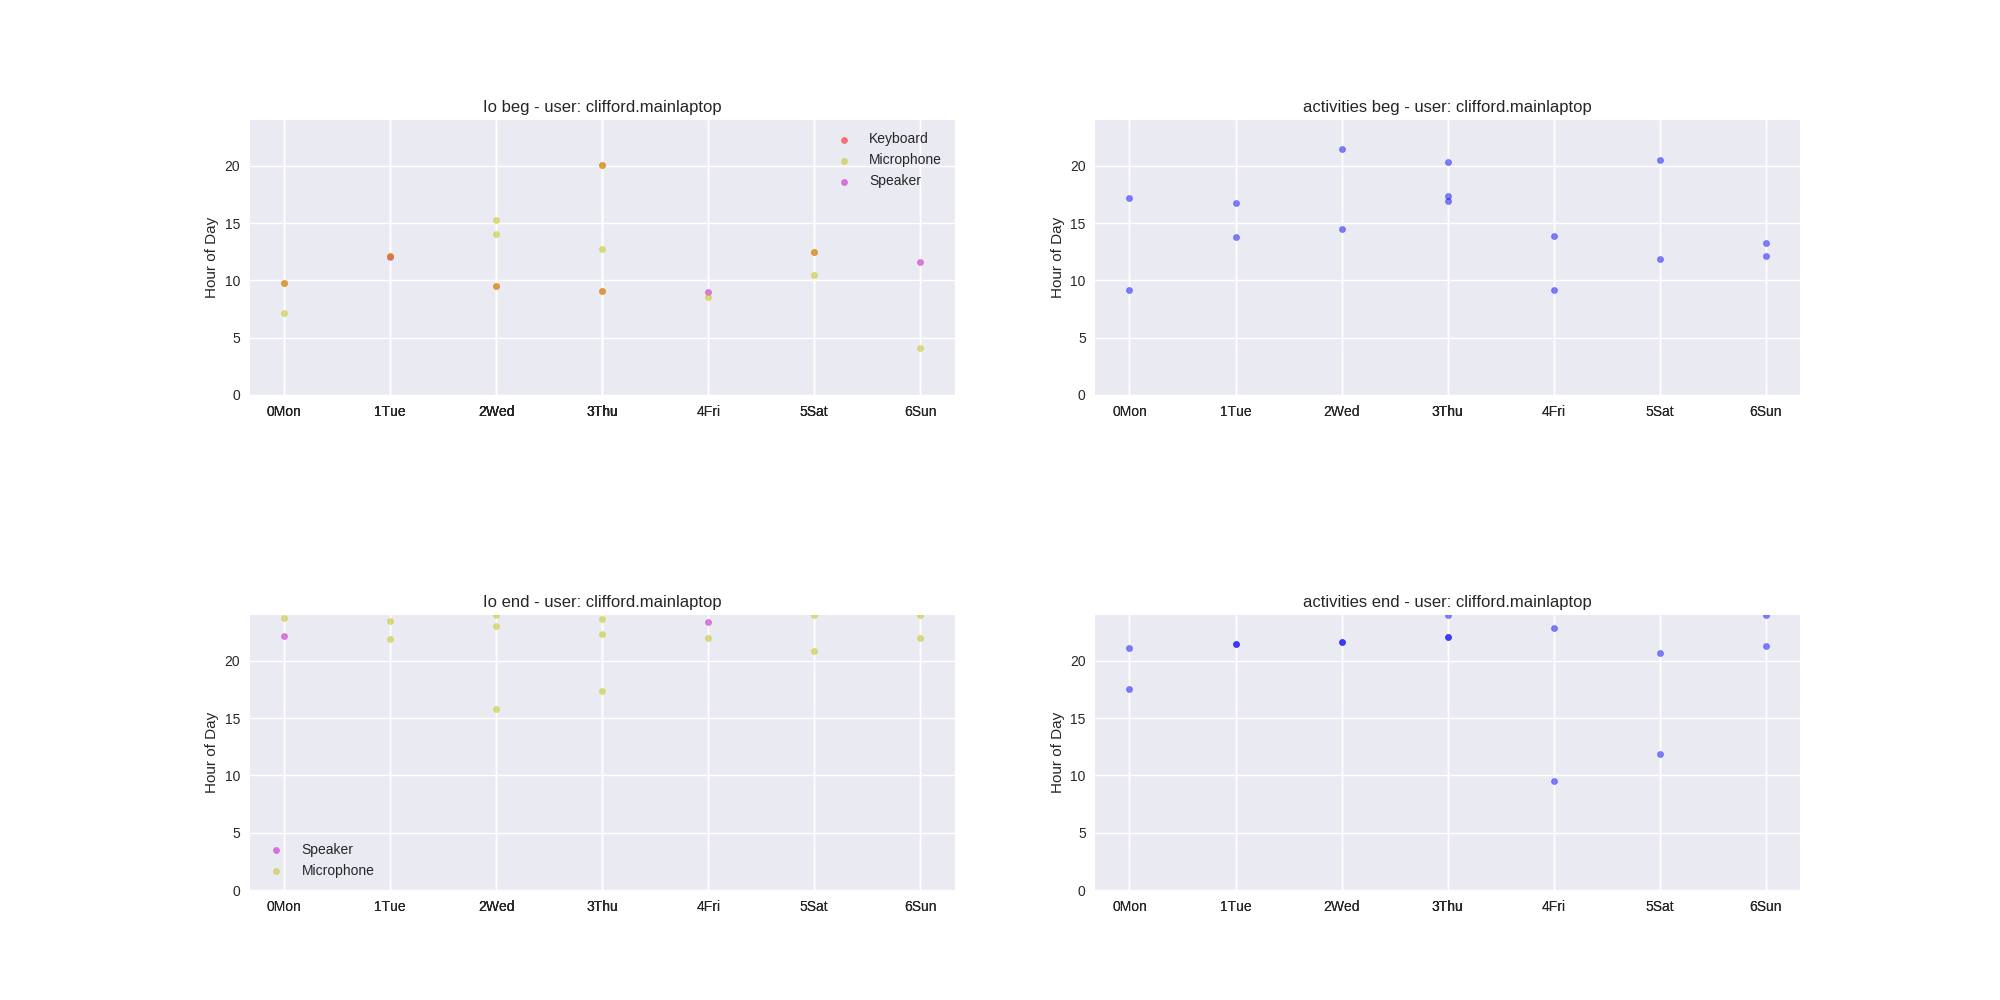 Io beg - user: clifford.mainlaptop
Hour of Day
20
15
10
5
0
0Mon 1Tue 2Wed 3Thu 4Fri 5Sat 6Sun
Keyboard
Microphone
Speaker
activities beg - user: clifford.mainlaptop
Hour of Day
20
15
10
5
0
0Mon 1Tue 2Wed 3Thu 4Fri 5Sat 6Sun
Io end - user: clifford.mainlaptop
Hour of Day
20
15
10
5
0
0Mon 1Tue 2Wed 3Thu 4Fri 5Sat 6Sun
Speaker
Microphone
activities end - user: clifford.mainlaptop
Hour of Day
20
15
10
5
0
0Mon 1Tue 2Wed 3Thu 4Fri 5Sat 6Sun